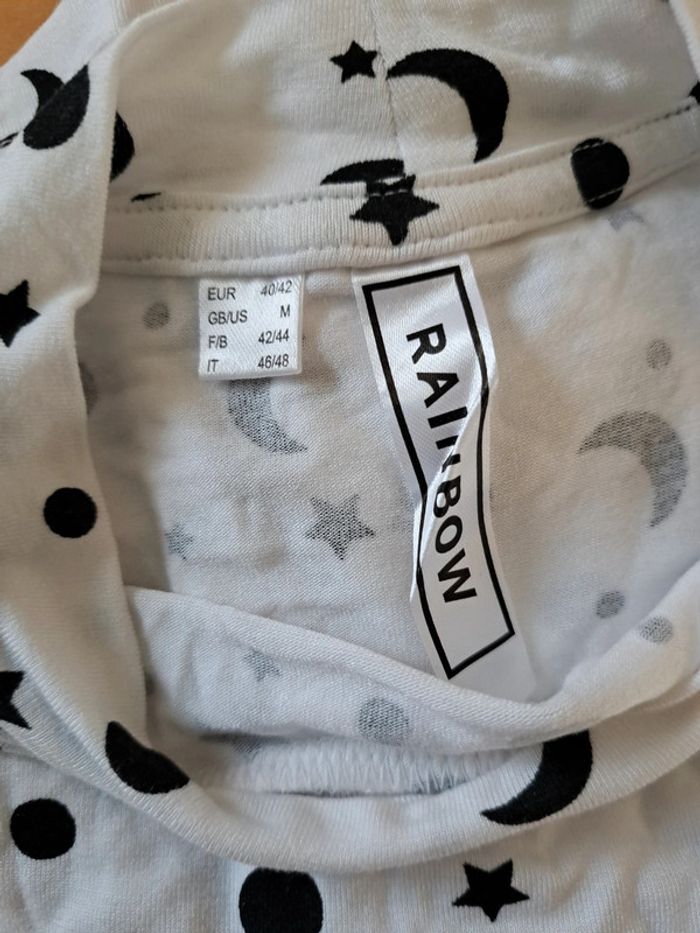 EUR 40/42
GB/US M
F/B 42/44
IT 46/48
RAINBOW